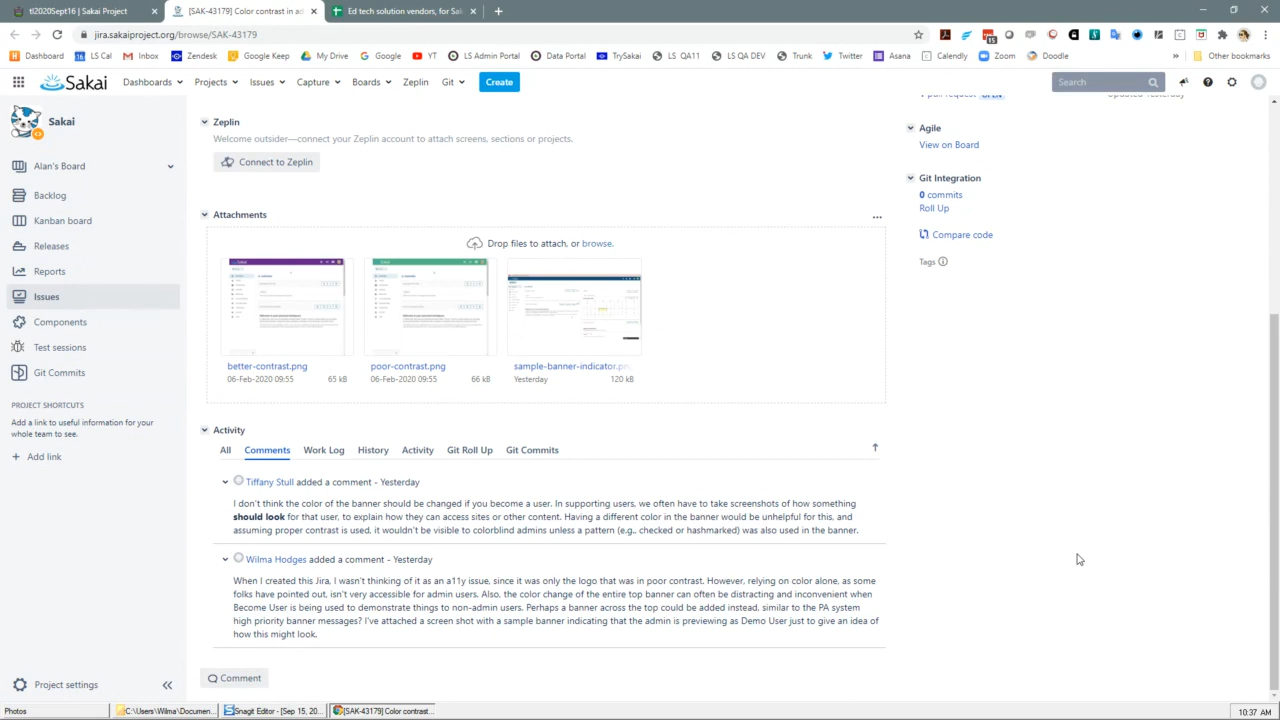 tl2020Sept16 | Sakai Project
[SAK-43179] Color contrast in ad
Ed tech solution vendors, for Sak
jira.sakaiproject.org/browse/SAK-43179
15
Dashboard
LS Cal
Inbox
Zendesk
Google Keep
My Drive
Google
YT
LS Admin Portal
Data Portal
TrySakai
LS QA11
LS QA DEV
Trunk
Twitter
Asana
Calendly
Zoom
Doodle
»
Other bookmarks
Sakai
Dashboards
Projects
Issues
Capture
Boards
Zeplin
Git
Create
Search
Sakai
Alan's Board
Backlog
Kanban board
Releases
Reports
Issues
Components
Test sessions
Git Commits
PROJECT SHORTCUTS
Add a link to useful information for your
whole team to see.
+ Add link
Project settings
Zeplin
Welcome outsider—connect your Zeplin account to attach screens, sections or projects.
Connect to Zeplin
Attachments
Drop files to attach, or browse.
better-contrast.png
06-Feb-2020 09:55
65 kB
poor-contrast.png
06-Feb-2020 09:55
66 kB
sample-banner-indicator.pn
Yesterday
120 kB
Activity
All
Comments
Work Log
History
Activity
Git Roll Up
Git Commits
Tiffany Stull added a comment - Yesterday
I don't think the color of the banner should be changed if you become a user. In supporting users, we often have to take screenshots of how something
should look for that user, to explain how they can access sites or other content. Having a different color in the banner would be unhelpful for this, and
assuming proper contrast is used, it wouldn't be visible to colorblind admins unless a pattern (e.g., checked or hashmarked) was also used in the banner.
Wilma Hodges added a comment - Yesterday
When I created this Jira, I wasn't thinking of it as an a11y issue, since it was only the logo that was in poor contrast. However, relying on color alone, as some
folks have pointed out, isn't very accessible for admin users. Also, the color change of the entire top banner can often be distracting and inconvenient when
Become User is being used to demonstrate things to non-admin users. Perhaps a banner across the top could be added instead, similar to the PA system
high priority banner messages? I've attached a screen shot with a sample banner indicating that the admin is previewing as Demo User just to give an idea of
how this might look.
Comment
1 pull request OPEN
Updated Yesterday
Agile
View on Board
Git Integration
0 commits
Roll Up
Compare code
Tags
Photos
C:\Users\Wilma\Documen...
Snagit Editor - [Sep 15, 20...
[SAK-43179] Color contrast...
10:37 AM